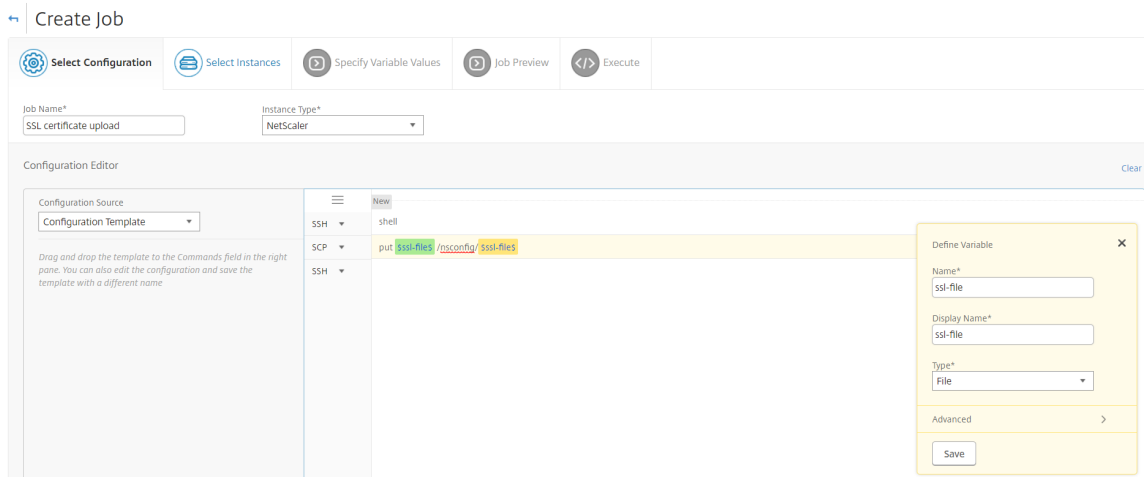 Create Job
Select Configuration
Select Instances
Specify Variable Values
Job Preview
Execute
Job Name*
Instance Type*
SSL certificate upload
NetScaler
Configuration Editor
Clear
Configuration Source
Configuration Template
Drag and drop the template to the Commands field in the right
pane. You can also edit the configuration and save the
template with a different name
New
SSH
shell
SCP
put $ssl-file$ /nsconfig/ $ssl-file$
SSH
Define Variable
Name*
ssl-file
Display Name*
ssl-file
Type*
File
Advanced
Save